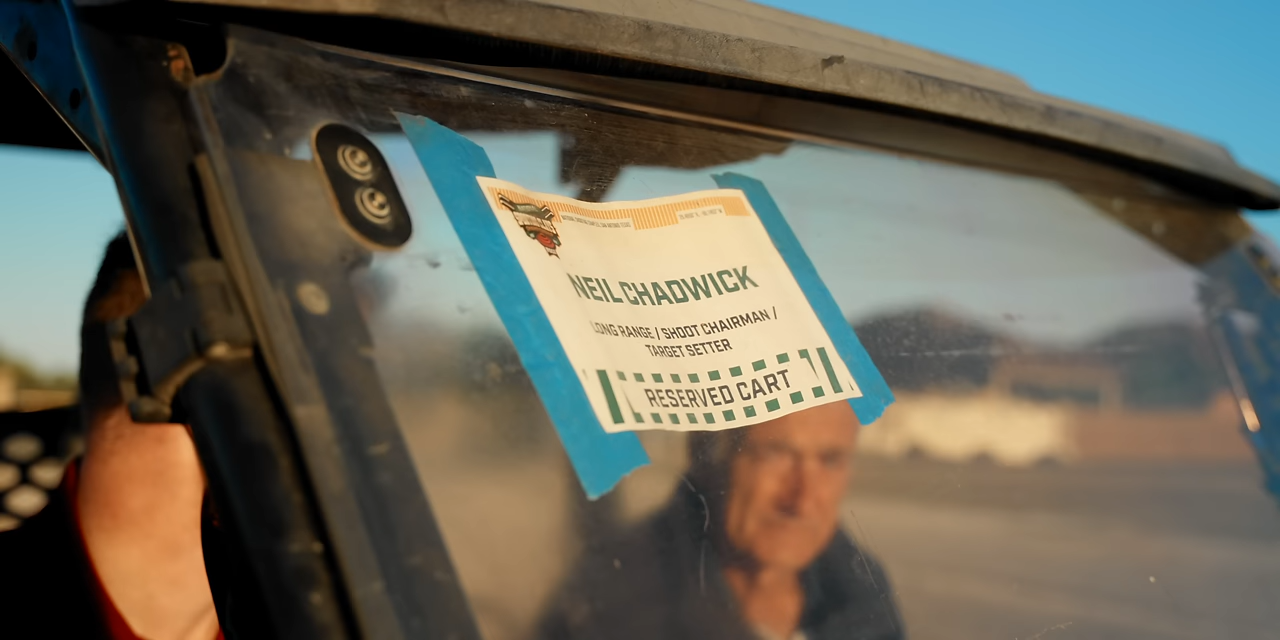 NEIL CHADWICK
LONG RANGE / SHOOT CHAIRMAN /
TARGET SETTER
RESERVED CART